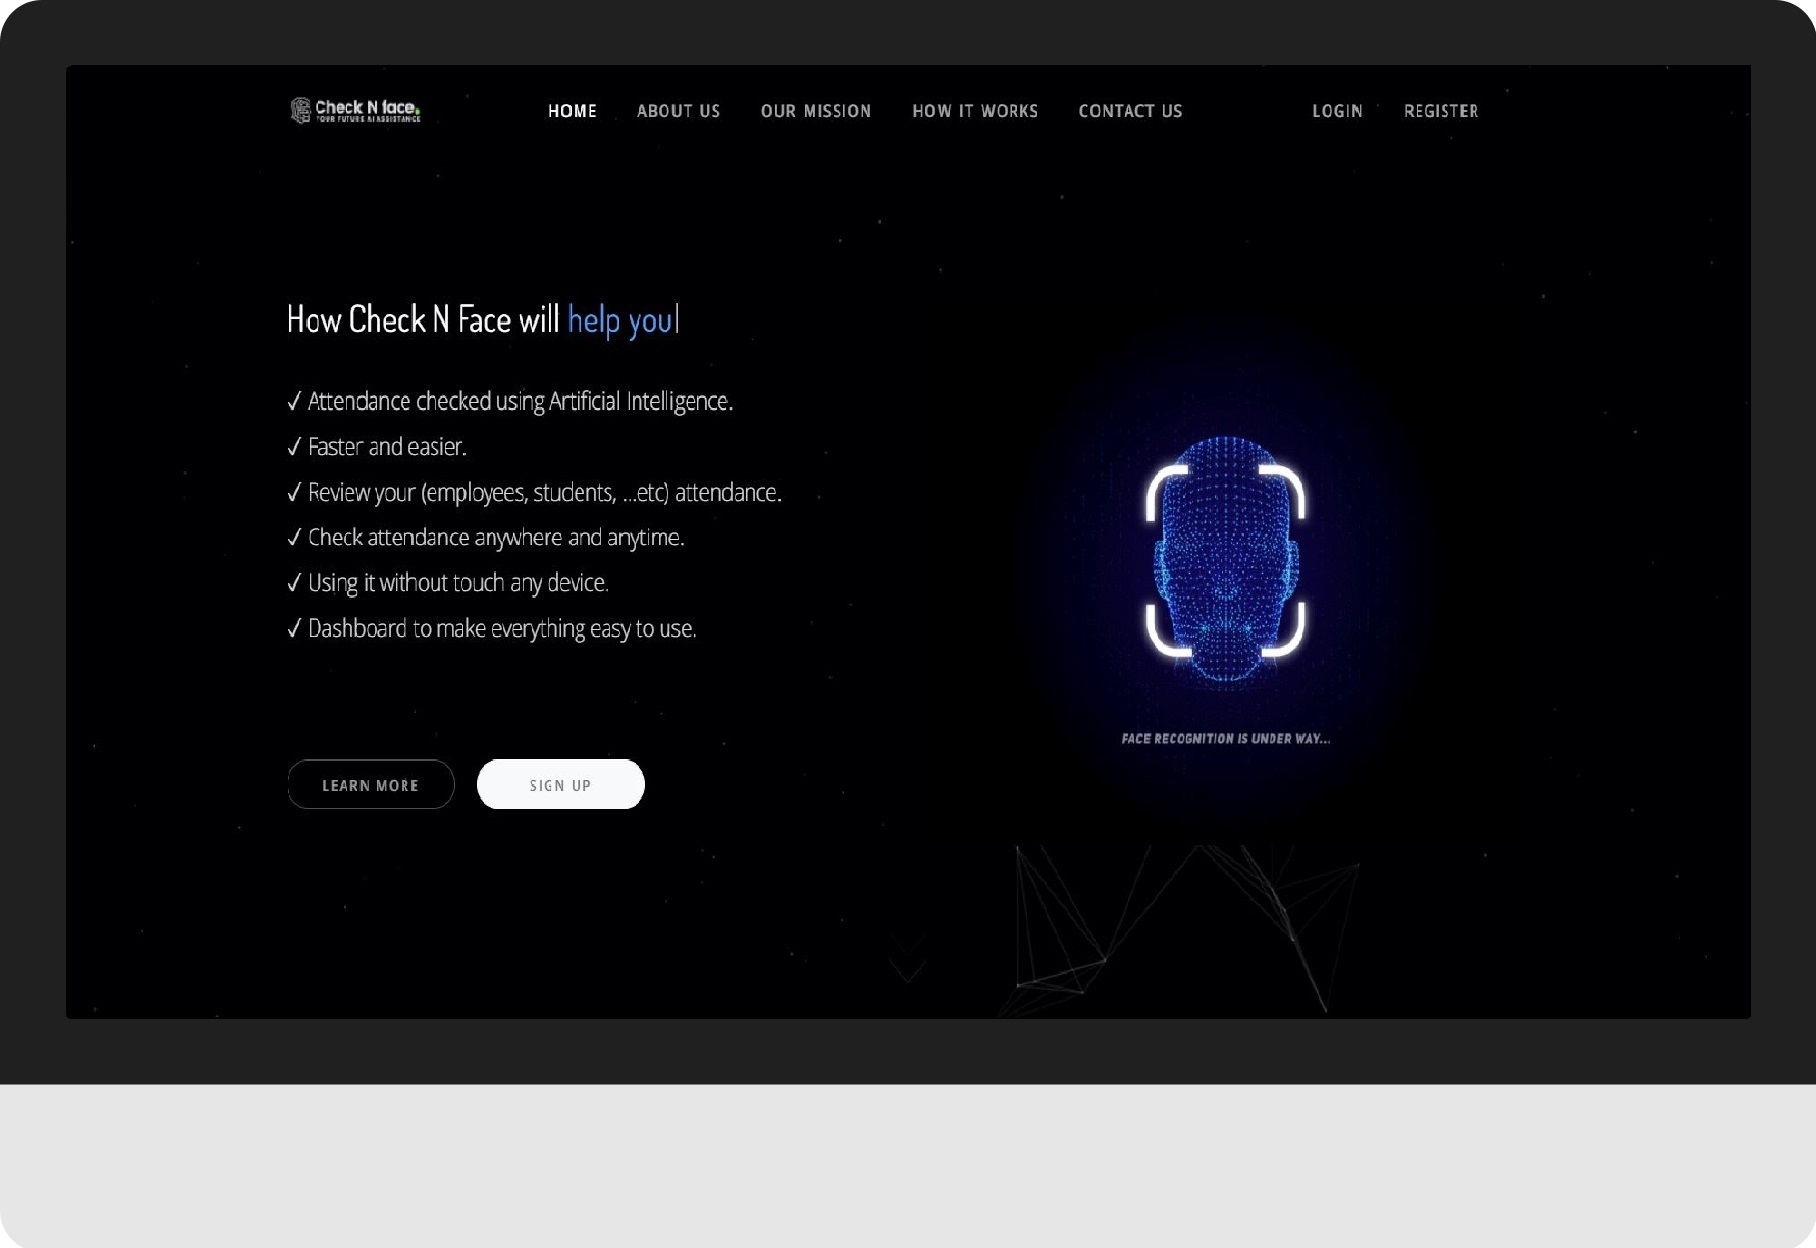 Check N face.
YOUR FUTURE AI ASSISTANCE
HOME
ABOUT US
OUR MISSION
HOW IT WORKS
CONTACT US
LOGIN
REGISTER
How Check N Face will help you|
✓ Attendance checked using Artificial Intelligence.
✓ Faster and easier.
✓ Review your (employees, students, ...etc) attendance.
✓ Check attendance anywhere and anytime.
✓ Using it without touch any device.
✓ Dashboard to make everything easy to use.
LEARN MORE
SIGN UP
FACE RECOGNITION IS UNDER WAY...